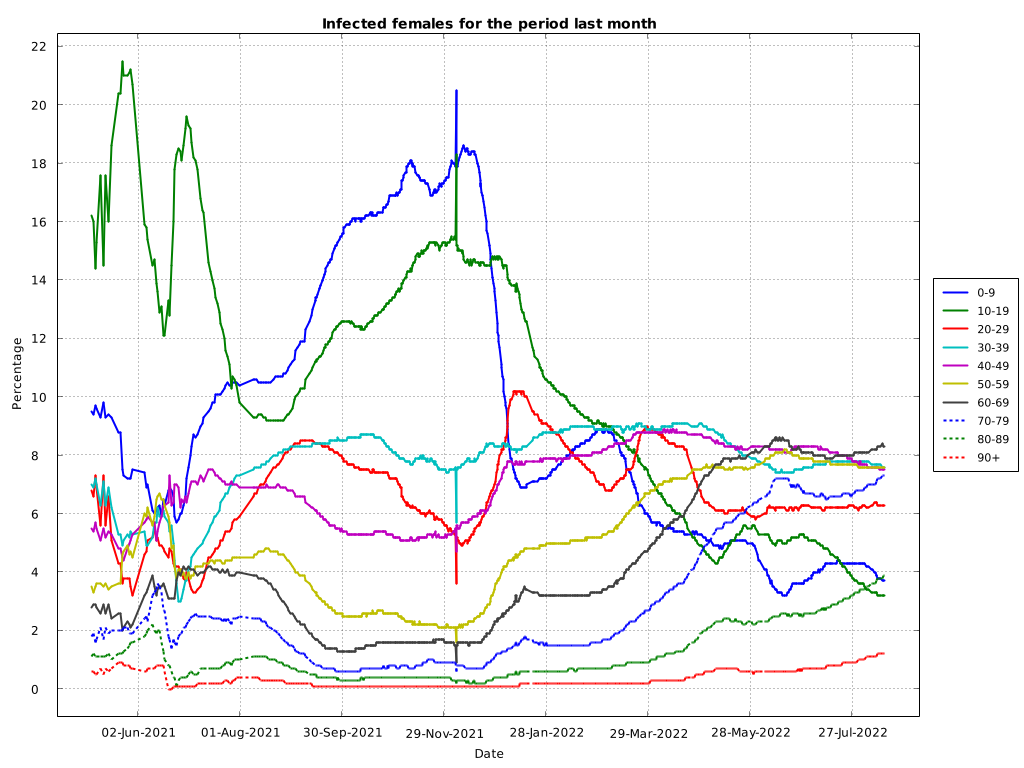 Infected females for the period last month
22
20
18
16
14
12
10
8
6
4
2
0
Percentage
02-Jun-2021
01-Aug-2021
30-Sep-2021
29-Nov-2021
28-Jan-2022
29-Mar-2022
28-May-2022
27-Jul-2022
Date
0-9
10-19
20-29
30-39
40-49
50-59
60-69
70-79
80-89
90+